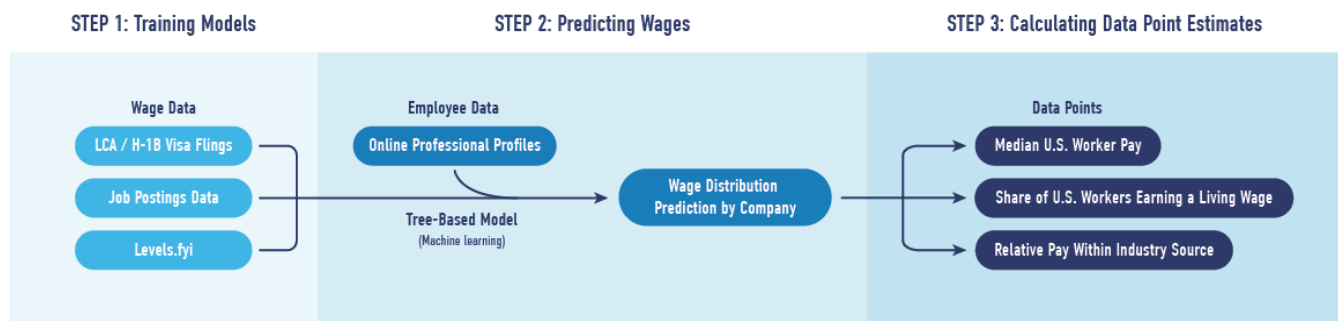 STEP 1: Training Models
STEP 2: Predicting Wages
STEP 3: Calculating Data Point Estimates
Wage Data
LCA / H-1B Visa Flings
Job Postings Data
Levels.fyi
Employee Data
Online Professional Profiles
Tree-Based Model
(Machine learning)
Wage Distribution
Prediction by Company
Data Points
Median U.S. Worker Pay
Share of U.S. Workers Earning a Living Wage
Relative Pay Within Industry Source